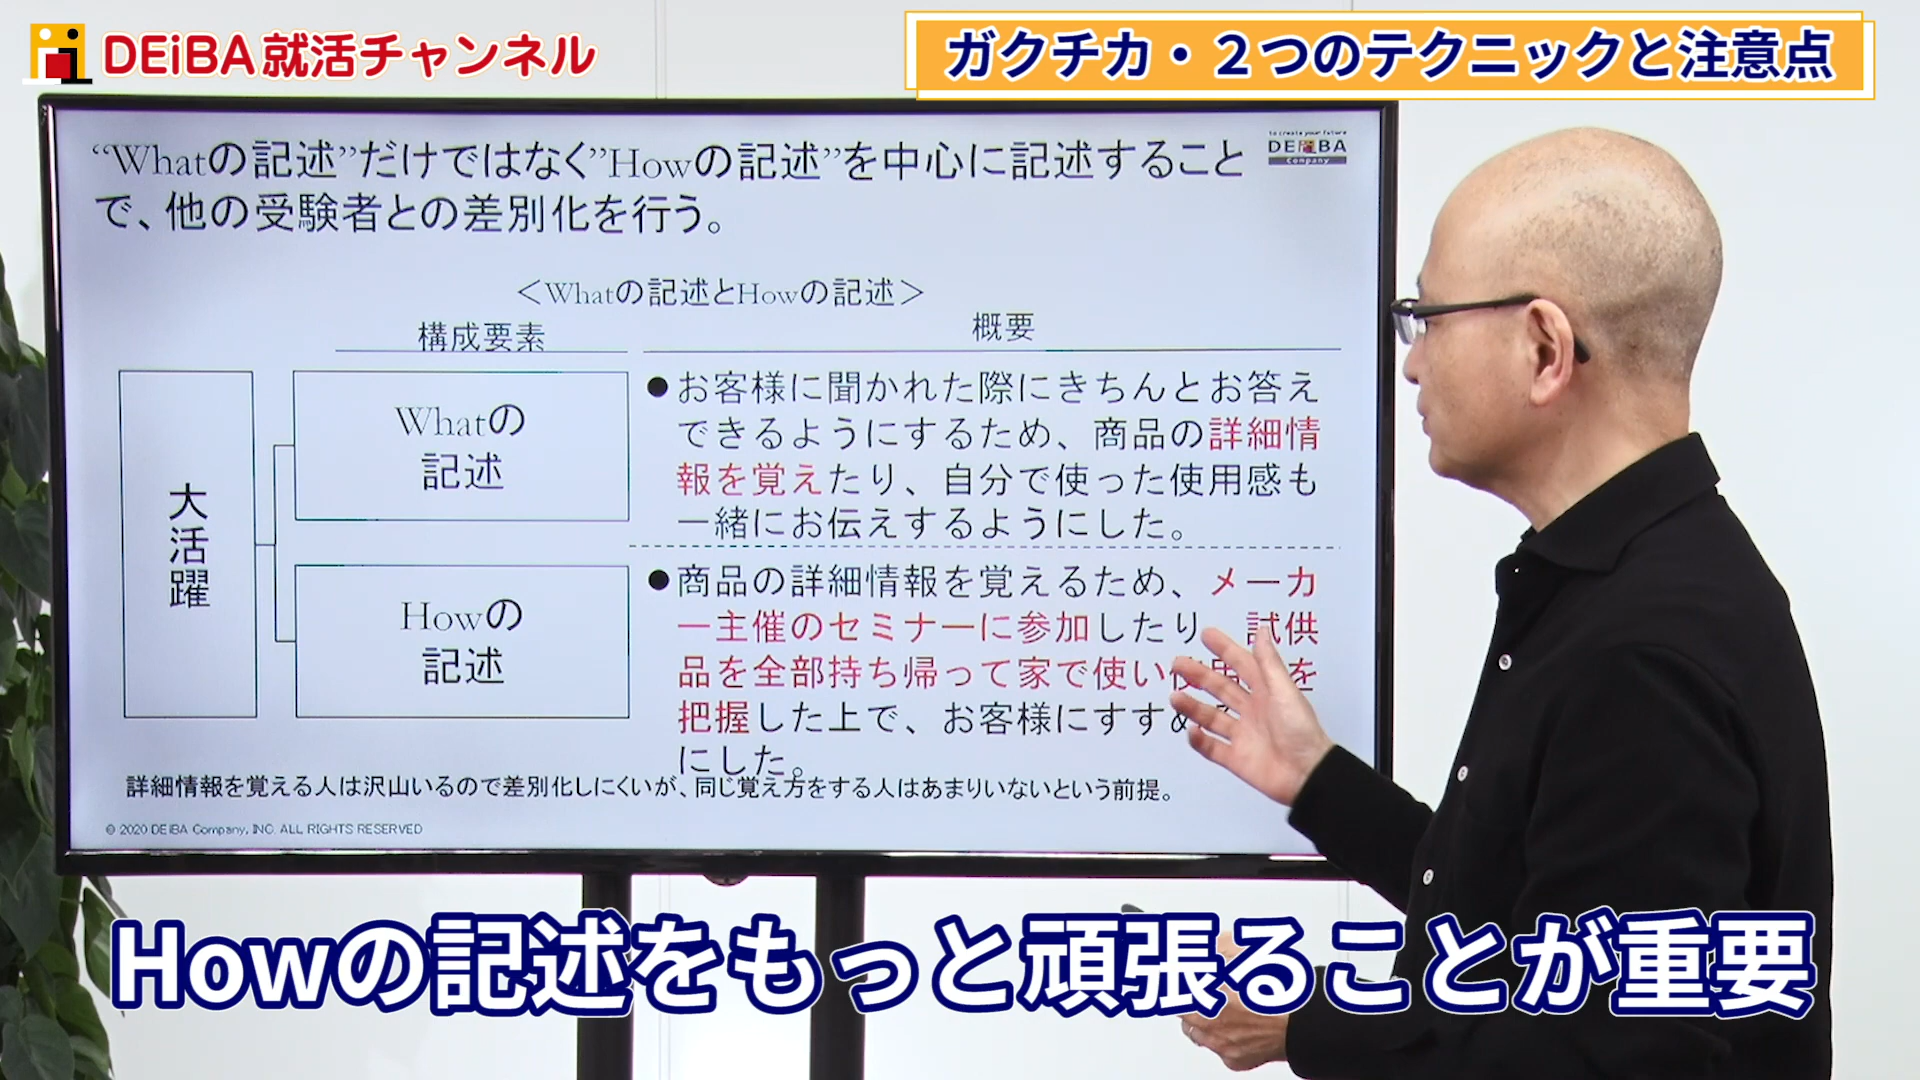 DEiBA就活チャンネル
ガクチカ・２つのテクニックと注意点
“Whatの記述”だけではなく”Howの記述”を中心に記述すること
で、他の受験者との差別化を行う。
to create your future
DEiBA
Company
＜Whatの記述とHowの記述＞
構成要素
概要
大活躍
Whatの
記述
●お客様に聞かれた際にきちんとお答え
できるようにするため、商品の詳細情
報を覚えたり、自分で使った使用感も
一緒にお伝えするようにした。
Howの
記述
●商品の詳細情報を覚えるため、メーカ
ー主催のセミナーに参加したり 試供
品を全部持ち帰って家で使い使用 を
把握した上で、お客様にすすめ
にした。
詳細情報を覚える人は沢山いるので差別化しにくいが、同じ覚え方をする人はあまりいないという前提。
© 2020 DEiBA Company, INC. ALL RIGHTS RESERVED
Howの記述をもっと頑張ることが重要